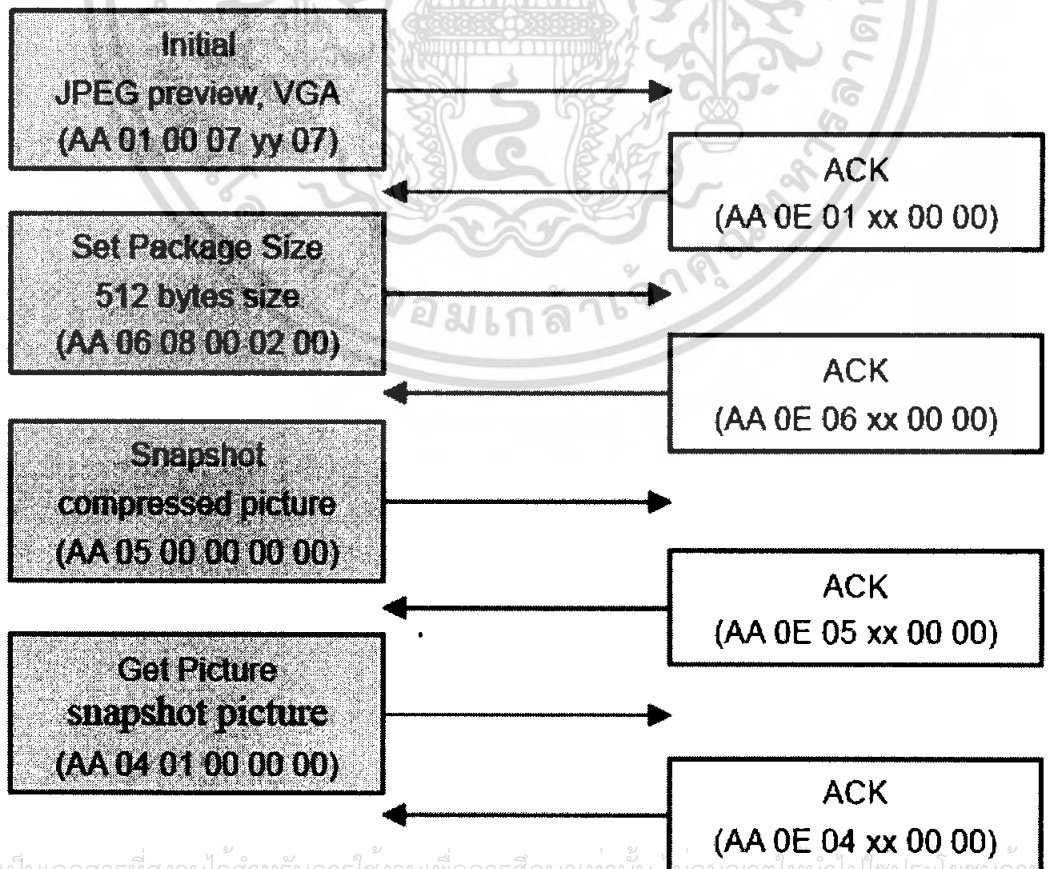 Initial
JPEG preview, VGA
(AA 01 00 07 yy 07)
ACK
(AA 0E 01 xx 00 00)
Set Package Size
512 bytes size
(AA 06 08 00 02 00)
ACK
(AA 0E 06 xx 00 00)
Snapshot
compressed picture
(AA 05 00 00 00 00)
ACK
(AA 0E 05 xx 00 00)
Get Picture
snapshot picture
(AA 04 01 00 00 00)
ACK
(AA 0E 04 xx 00 00)